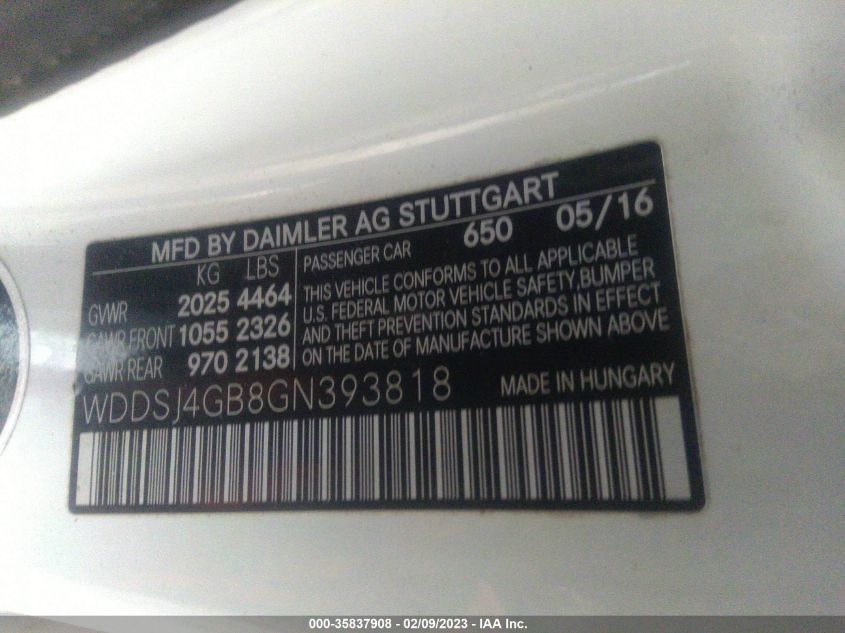 MFD BY DAIMLER AG STUTTGART
KG LBS
GVWR 2025 4464
GAWR FRONT 1055 2326
GAWR REAR 970 2138
PASSENGER CAR 650 05/16
THIS VEHICLE CONFORMS TO ALL APPLICABLE
U.S. FEDERAL MOTOR VEHICLE SAFETY,BUMPER
AND THEFT PREVENTION STANDARDS IN EFFECT
ON THE DATE OF MANUFACTURE SHOWN ABOVE
WDDSJ4GB8GN393818 MADE IN HUNGARY
000-35837908 - 02/09/2023 - IAA Inc.